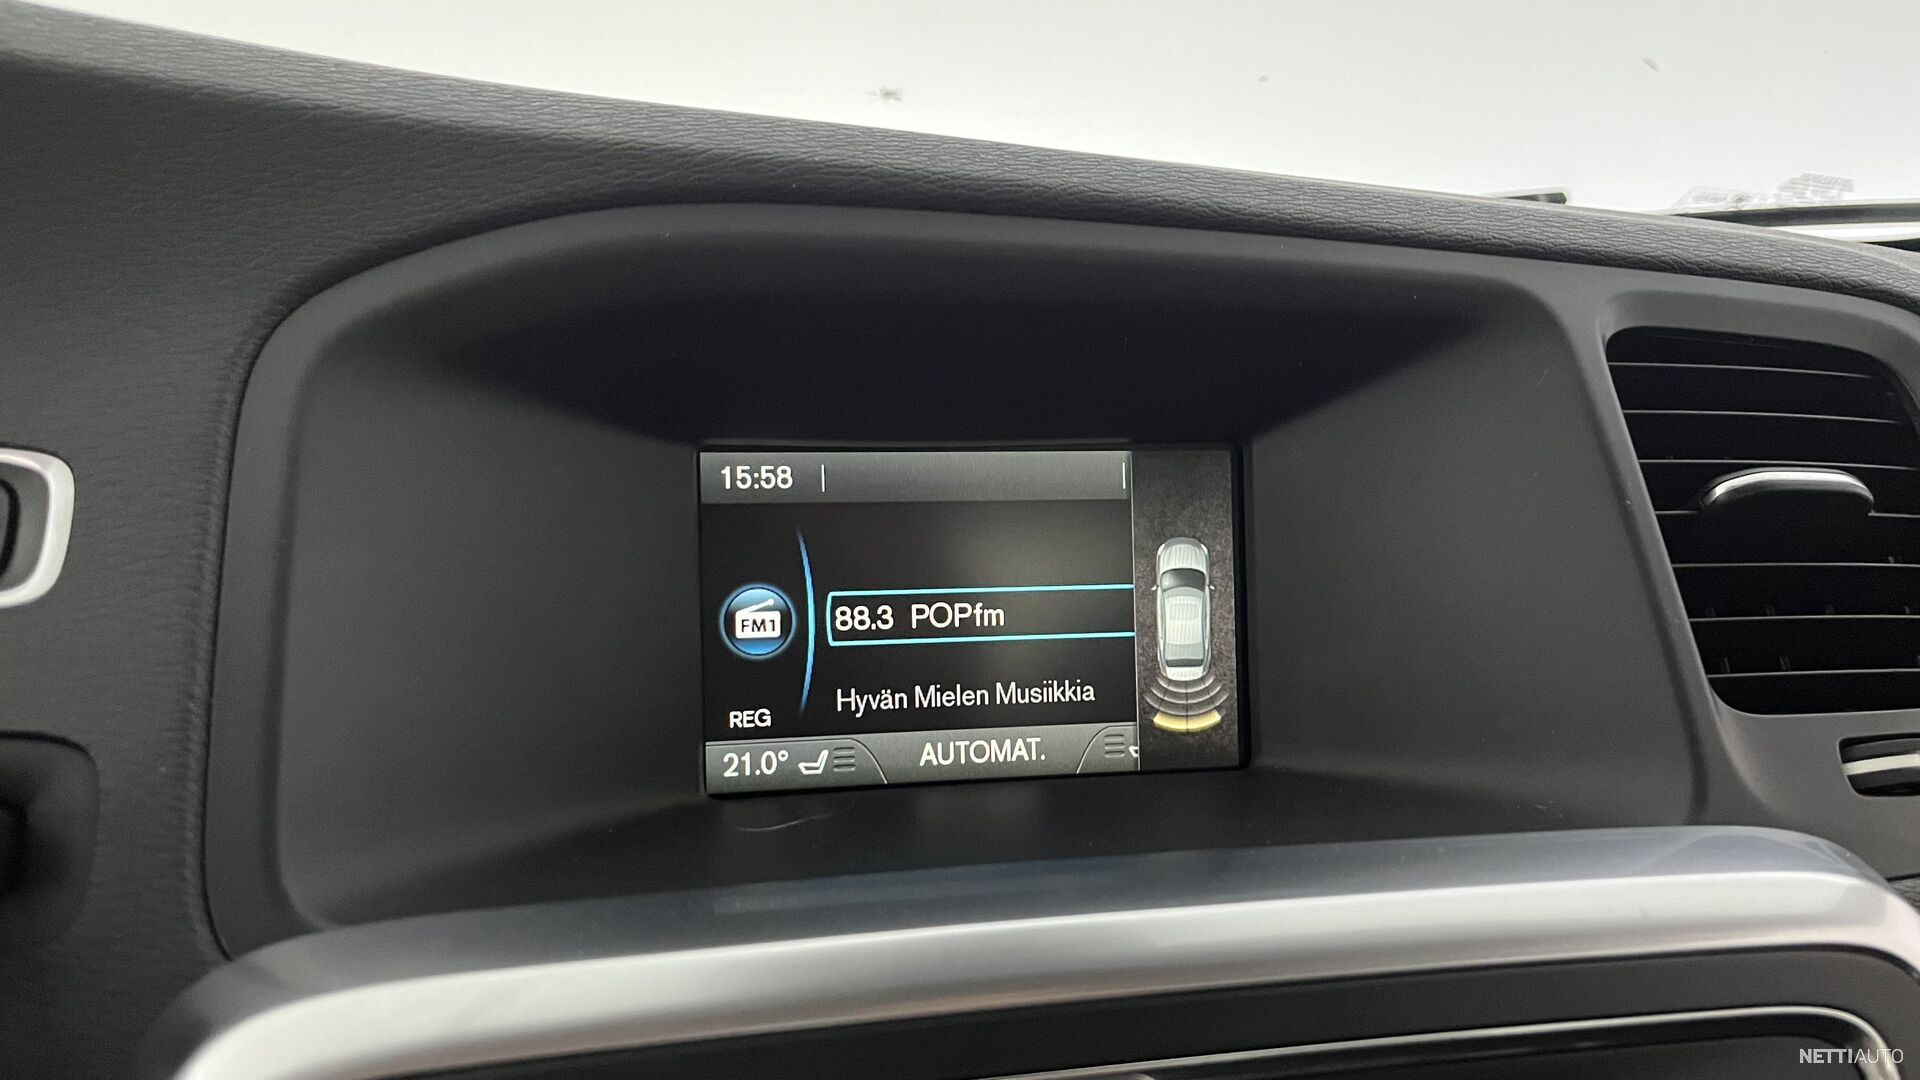 15:58
FM1
88.3 POPfm
Hyvän Mielen Musiikkia
REG
21.0° AUTOMAT.
NETTIAUTO